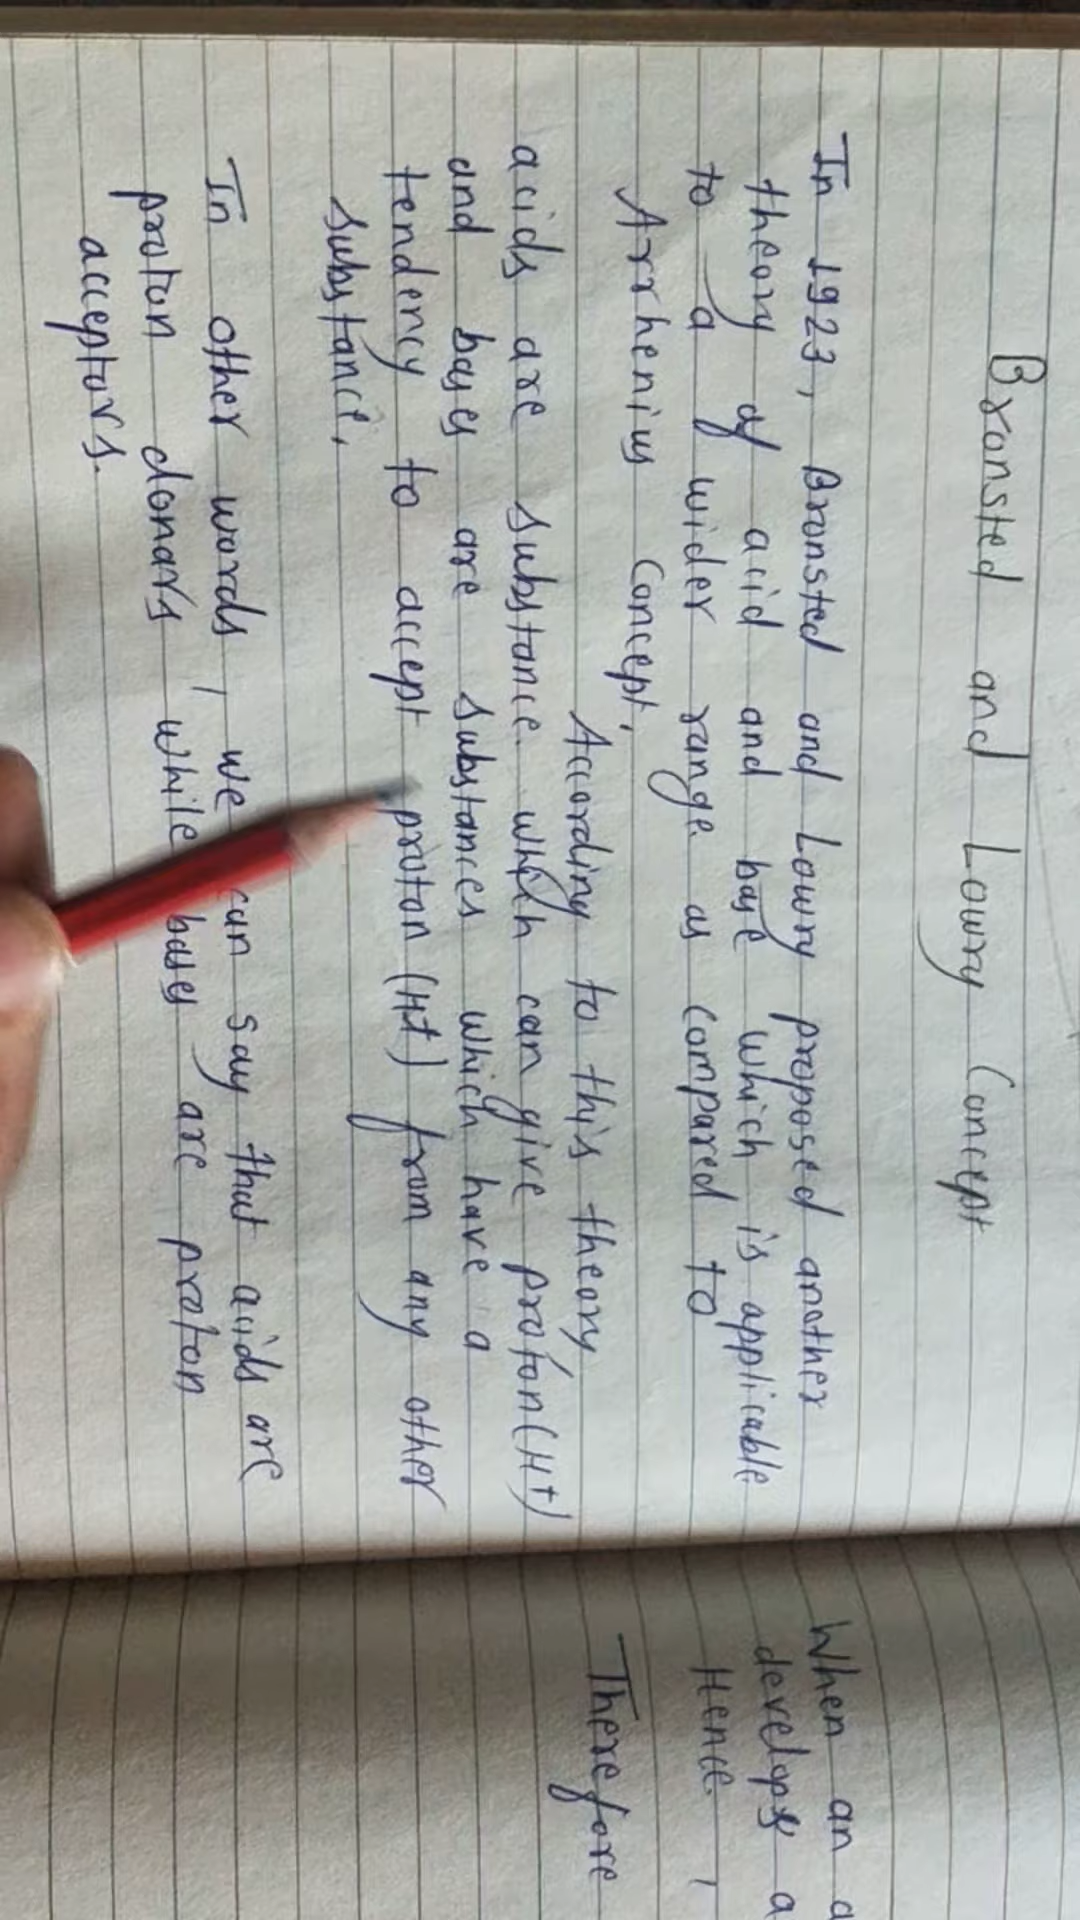 Bronsted and Lowry Concept
In 1923, Bronsted and Lowry proposed another
theory of acid and base which is applicable
to a wider range as compared to
Arrhenius Concept,
According to this theory
acids are substance which can give proton (H+)
and bases are substances which have a
tendency to accept proton (H+) from any other
substance.
In other words, we can say that acids are
proton donars while bases are proton
acceptors.
When an a
develops a
Hence,
Therefore